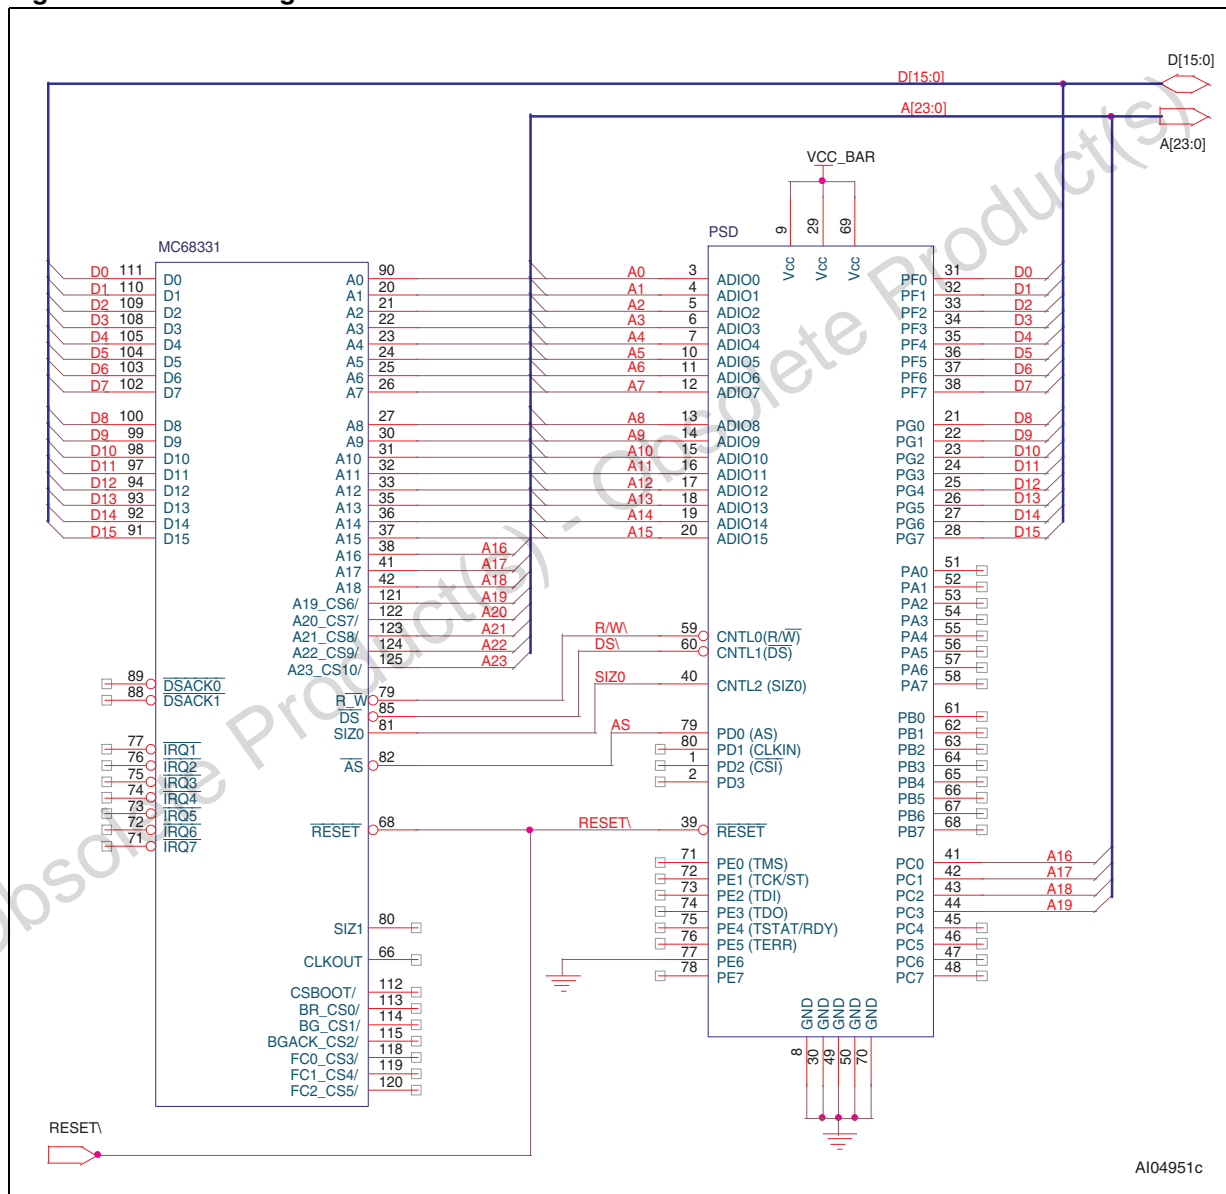 D[15:0]
D[15:0]
A[23:0]
A[23:0]
VCC_BAR
MC68331
PSD
9 29 69
Vcc Vcc Vcc
D0 111 D0 A0 90 A0 3 ADIO0 PF0 31 D0
D1 110 D1 A1 20 A1 4 ADIO1 PF1 32 D1
D2 109 D2 A2 21 A2 5 ADIO2 PF2 33 D2
D3 108 D3 A3 22 A3 6 ADIO3 PF3 34 D3
D4 105 D4 A4 23 A4 7 ADIO4 PF4 35 D4
D5 104 D5 A5 24 A5 10 ADIO5 PF5 36 D5
D6 103 D6 A6 25 A6 11 ADIO6 PF6 37 D6
D7 102 D7 A7 26 A7 12 ADIO7 PF7 38 D7
D8 100 D8 A8 27 A8 13 ADIO8 PG0 21 D8
D9 99 D9 A9 30 A9 14 ADIO9 PG1 22 D9
D10 98 D10 A10 31 A10 15 ADIO10 PG2 23 D10
D11 97 D11 A11 32 A11 16 ADIO11 PG3 24 D11
D12 94 D12 A12 33 A12 17 ADIO12 PG4 25 D12
D13 93 D13 A13 35 A13 18 ADIO13 PG5 26 D13
D14 92 D14 A14 36 A14 19 ADIO14 PG6 27 D14
D15 91 D15 A15 37 A15 20 ADIO15 PG7 28 D15
A16 38 A16
A17 41 A17 PA0 51
A18 42 A18 PA1 52
A19_CS6/ 121 A19 PA2 53
A20_CS7/ 122 A20 PA3 54
A21_CS8/ 123 A21 R/W\ 59 CNTL0(R/W) PA4 55
A22_CS9/ 124 A22 DS\ 60 CNTL1(DS) PA5 56
A23_CS10/ 125 A23 PA6 57
89 DSACK0 SIZ0 40 CNTL2 (SIZ0) PA7 58
88 DSACK1 R_W 79
DS 85 PB0 61
SIZ0 81 AS 79 PD0 (AS) PB1 62
77 IRQ1 80 PD1 (CLKIN) PB2 63
76 IRQ2 AS 82 1 PD2 (CSI) PB3 64
75 IRQ3 2 PD3 PB4 65
74 IRQ4 PB5 66
73 IRQ5 PB6 67
72 IRQ6 RESET 68 RESET\ 39 RESET PB7 68
71 IRQ7
71 PE0 (TMS) PC0 41 A16
72 PE1 (TCK/ST) PC1 42 A17
73 PE2 (TDI) PC2 43 A18
74 PE3 (TDO) PC3 44 A19
SIZ1 80 75 PE4 (TSTAT/RDY) PC4 45
76 PE5 (TERR) PC5 46
CLKOUT 66 77 PE6 PC6 47
78 PE7 PC7 48
CSBOOT/ 112
BR_CS0/ 113
BG_CS1/ 114
BGACK_CS2/ 115
FC0_CS3/ 118
FC1_CS4/ 119
FC2_CS5/ 120
GND GND GND GND GND
8 30 49 50 70
RESET\
AI04951c
Obsolete Product(s) - Obsolete Product(s)